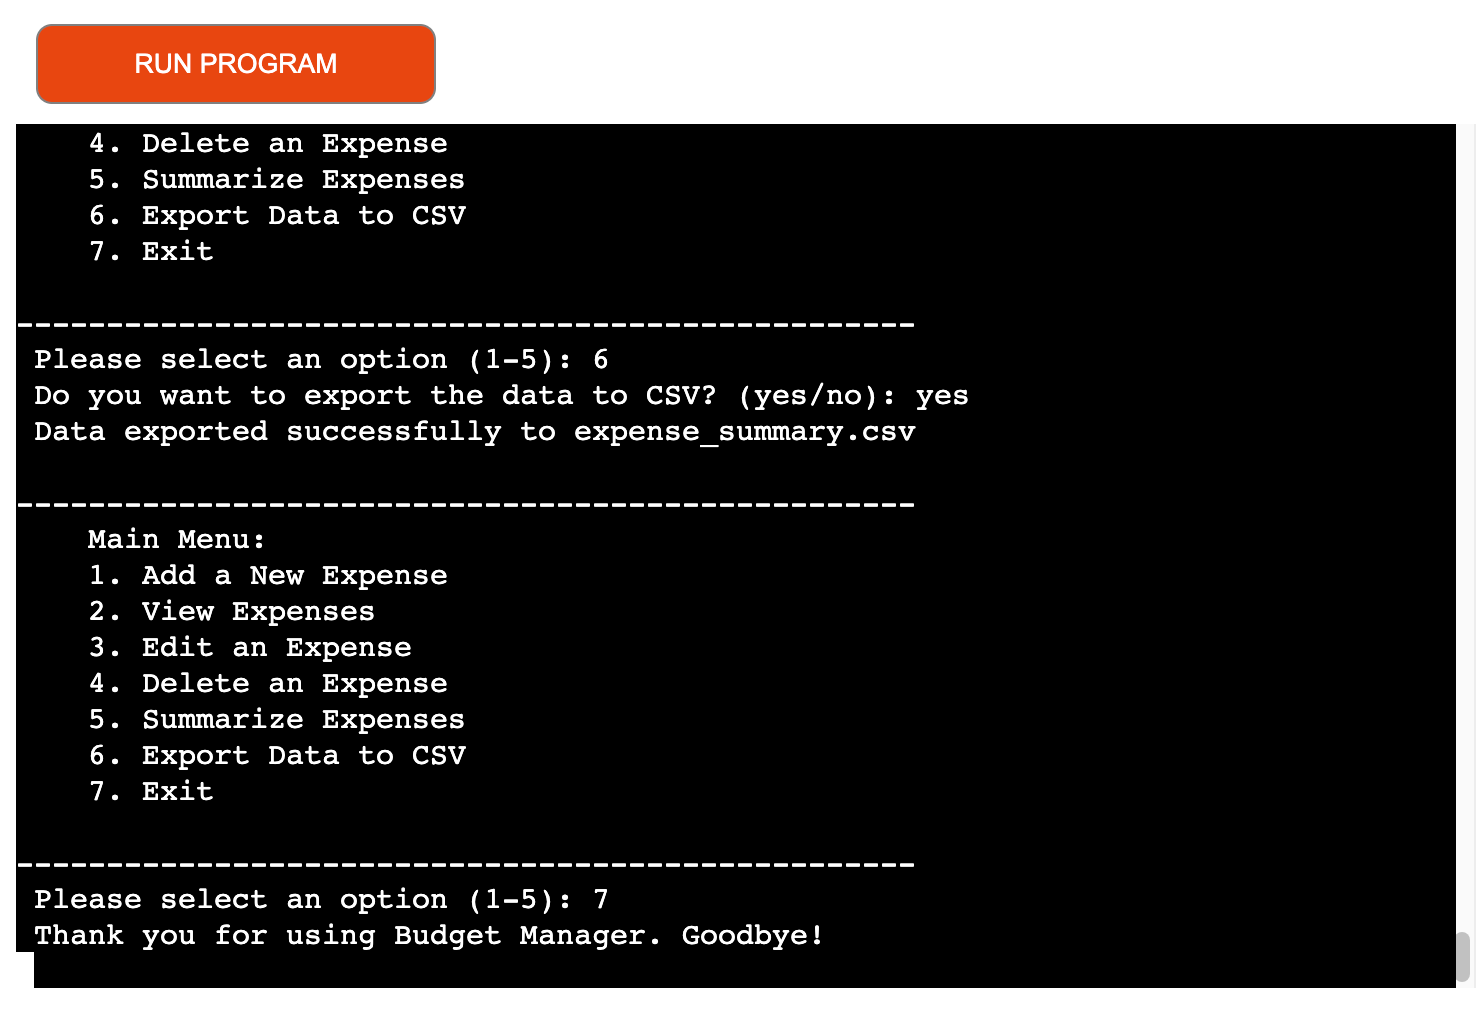 RUN PROGRAM
4. Delete an Expense
5. Summarize Expenses
6. Export Data to CSV
7. Exit
--------------------------------------------------
Please select an option (1-5): 6
Do you want to export the data to CSV? (yes/no): yes
Data exported successfully to expense_summary.csv
--------------------------------------------------
Main Menu:
1. Add a New Expense
2. View Expenses
3. Edit an Expense
4. Delete an Expense
5. Summarize Expenses
6. Export Data to CSV
7. Exit
--------------------------------------------------
Please select an option (1-5): 7
Thank you for using Budget Manager. Goodbye!